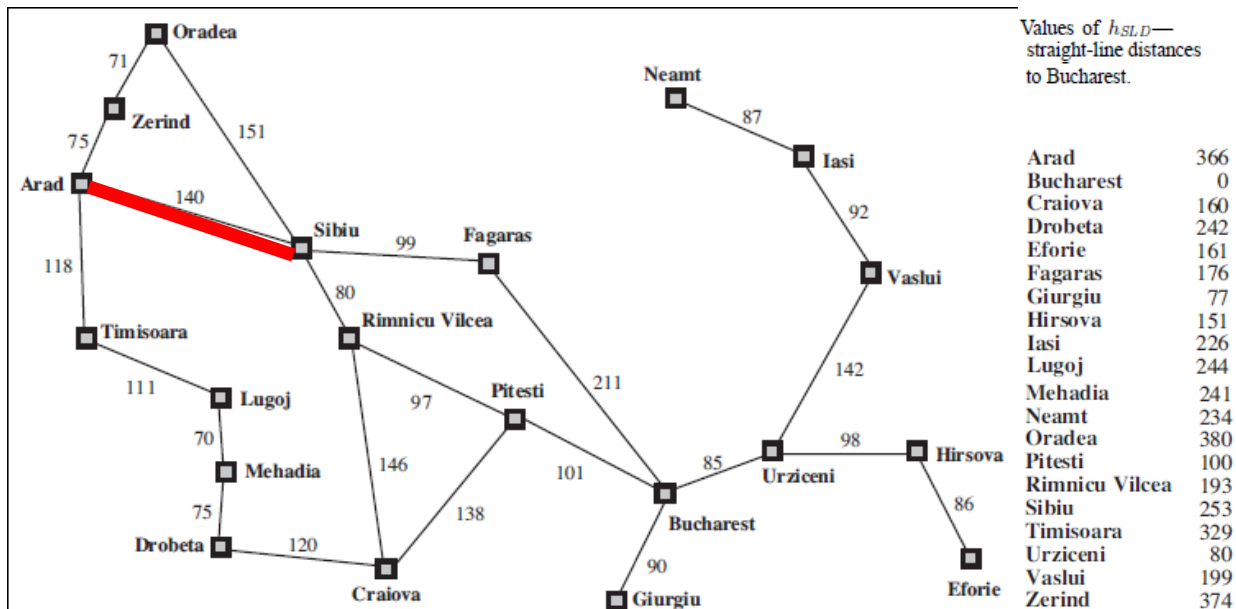 Oradea
71
Neamt
87
Zerind
151
75
Iasi
Arad
140
92
Sibiu
Fagaras
99
118
Vaslui
80
Timisoara
Rimnicu Vilcea
142
211
111
Lugoj
97
Pitesti
70
98
Hirsova
146
85
Mehadia
101
Urziceni
86
75
138
Bucharest
Drobeta
120
90
Craiova
Giurgiu
Eforie
Values of hSLD—
straight-line distances
to Bucharest.
Arad 366
Bucharest 0
Craiova 160
Drobeta 242
Eforie 161
Fagaras 176
Giurgiu 77
Hirsova 151
Iasi 226
Lugoj 244
Mehadia 241
Neamt 234
Oradea 380
Pitesti 100
Rimnicu Vilcea 193
Sibiu 253
Timisoara 329
Urziceni 80
Vaslui 199
Zerind 374